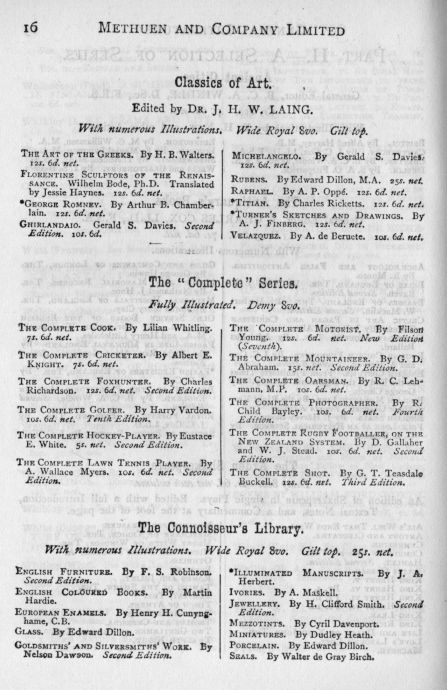 16
METHUEN AND COMPANY LIMITED
Classics of Art.
Edited by DR. J. H. W. LAING.
With numerous Illustrations. Wide Royal 8vo. Gilt top.
THE ART OF THE GREEKS. By H. B. Walters.
12s. 6d. net.
FLORENTINE SCULPTORS OF THE RENAIS-
SANCE. Wilhelm Bode, Ph.D. Translated
by Jessie Haynes. 12s. 6d. net.
*GEORGE ROMNEY. By Arthur B. Chamber-
lain. 12s. 6d. net.
GHIRLANDAIO. Gerald S. Davies. Second
Edition. 10s. 6d.
MICHELANGELO. By Gerald S. Davies.
12s. 6d. net.
RUBENS. By Edward Dillon, M.A. 25s. net.
RAPHAEL. By A. P. Oppé. 12s. 6d. net.
*TITIAN. By Charles Ricketts. 12s. 6d. net.
*TURNER'S SKETCHES AND DRAWINGS. By
A. J. FINBERG. 12s. 6d. net.
VELAZQUEZ. By A. de Beruete. 10s. 6d. net.
The "Complete" Series.
Fully Illustrated. Demy 8vo.
THE COMPLETE COOK. By Lilian Whitling.
7s. 6d. net.
THE COMPLETE CRICKETER. By Albert E.
KNIGHT. 7s. 6d. net.
THE COMPLETE FOXHUNTER. By Charles
Richardson. 12s. 6d. net. Second Edition.
THE COMPLETE GOLFER. By Harry Vardon.
10s. 6d. net. Tenth Edition.
THE COMPLETE HOCKEY-PLAYER. By Eustace
E. White. 5s. net. Second Edition.
THE COMPLETE LAWN TENNIS PLAYER. By
A. Wallace Myers. 10s. 6d. net. Second
Edition.
THE COMPLETE MOTORIST. By Filson
Young. 12s. 6d. net. New Edition
(Seventh).
THE COMPLETE MOUNTAINEER. By G. D.
Abraham. 15s. net. Second Edition.
THE COMPLETE OARSMAN. By R. C. Leh-
mann, M.P. 10s. 6d. net.
THE COMPLETE PHOTOGRAPHER. By R.
Child Bayley. 10s. 6d. net. Fourth
Edition.
THE COMPLETE RUGBY FOOTBALLER, ON THE
NEW ZEALAND SYSTEM. By D. Gallaher
and W. J. Stead. 10s. 6d. net. Second
Edition.
THE COMPLETE SHOT. By G. T. Teasdale
Buckell. 12s. 6d. net. Third Edition.
The Connoisseur's Library.
With numerous Illustrations. Wide Royal 8vo. Gilt top. 25s. net.
ENGLISH FURNITURE. By F. S. Robinson.
Second Edition.
ENGLISH COLOURED BOOKS. By Martin
Hardie.
EUROPEAN ENAMELS. By Henry H. Cunyng-
hame, C.B.
GLASS. By Edward Dillon.
GOLDSMITHS' AND SILVERSMITHS' WORK. By
Nelson Dawson. Second Edition.
*ILLUMINATED MANUSCRIPTS. By J. A.
Herbert.
IVORIES. By A. Maskell.
JEWELLERY. By H. Clifford Smith. Second
Edition.
MEZZOTINTS. By Cyril Davenport.
MINIATURES. By Dudley Heath.
PORCELAIN. By Edward Dillon.
SEALS. By Walter de Gray Birch.